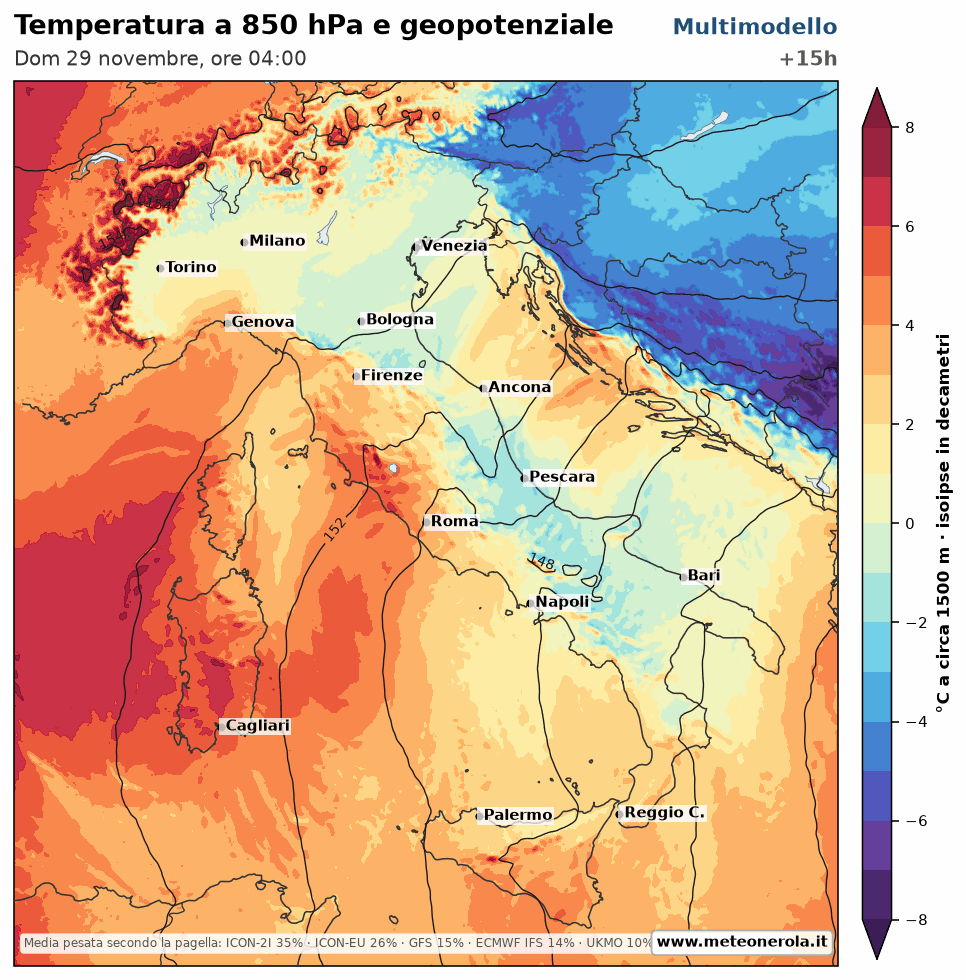 Temperatura a 850 hPa e geopotenziale
Multimodello
Dom 29 novembre, ore 04:00
+15h
Milano
Venezia
Torino
Genova
Bologna
Firenze
Ancona
Pescara
152
Roma
148
Bari
Napoli
Cagliari
Palermo
Reggio C.
Media pesata secondo la pagella: ICON-2I 35% · ICON-EU 26% · GFS 15% · ECMWF IFS 14% · UKMO 10%
www.meteonerola.it
8
6
4
2
0
−2
−4
−6
−8
°C a circa 1500 m · isoipse in decametri